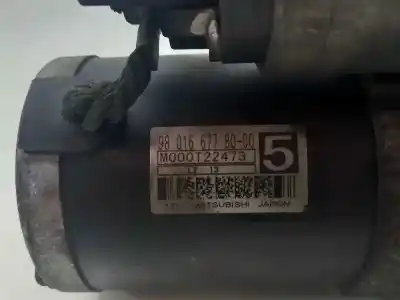 98 016 677 80-00
M000T22473
5
MITSUBISHI JAPAN